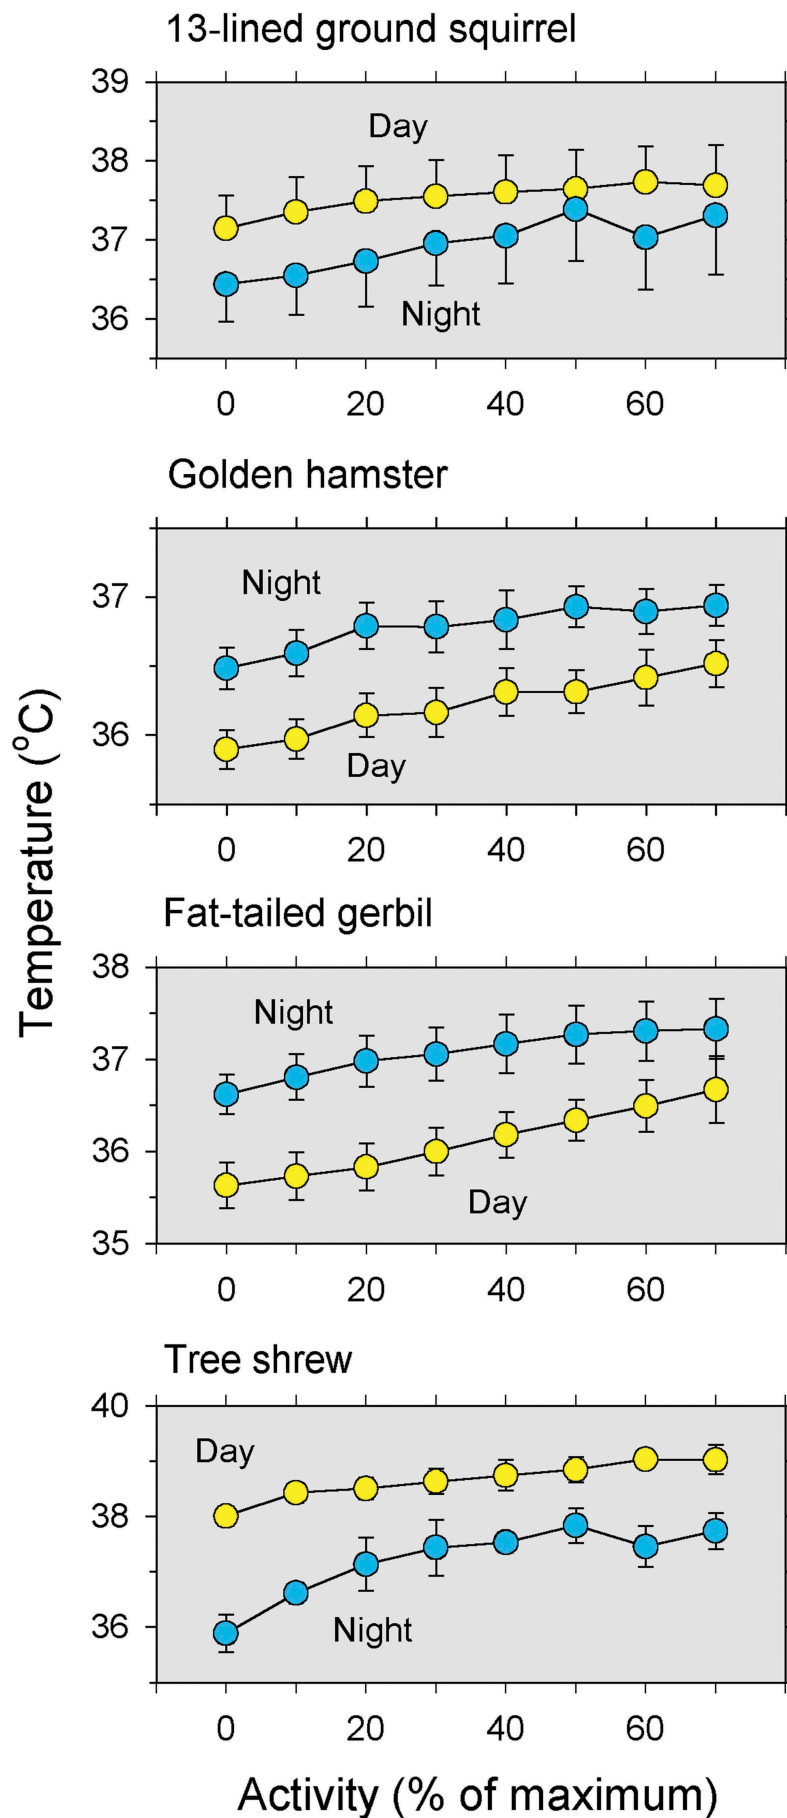 13-lined ground squirrel
39
38
37
36
Day
Night
0 20 40 60
Golden hamster
37
36
Night
Day
0 20 40 60
Fat-tailed gerbil
38
37
36
35
Night
Day
0 20 40 60
Tree shrew
40
38
36
Day
Night
0 20 40 60
Temperature (°C)
Activity (% of maximum)